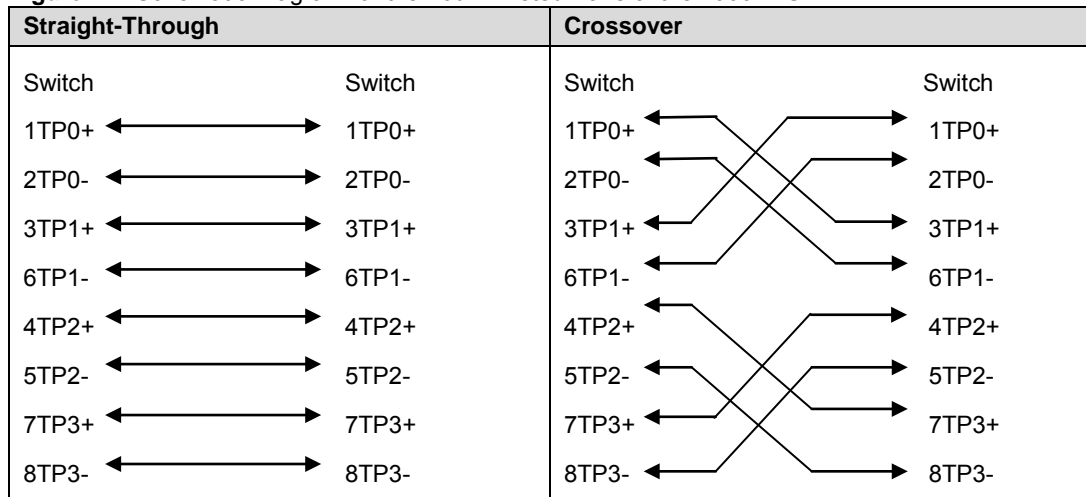 Straight-Through Crossover
Switch Switch Switch Switch
1TP0+ 1TP0+ 1TP0+ 1TP0+
2TP0- 2TP0- 2TP0- 2TP0-
3TP1+ 3TP1+ 3TP1+ 3TP1+
6TP1- 6TP1- 6TP1- 6TP1-
4TP2+ 4TP2+ 4TP2+ 4TP2+
5TP2- 5TP2- 5TP2- 5TP2-
7TP3+ 7TP3+ 7TP3+ 7TP3+
8TP3- 8TP3- 8TP3- 8TP3-